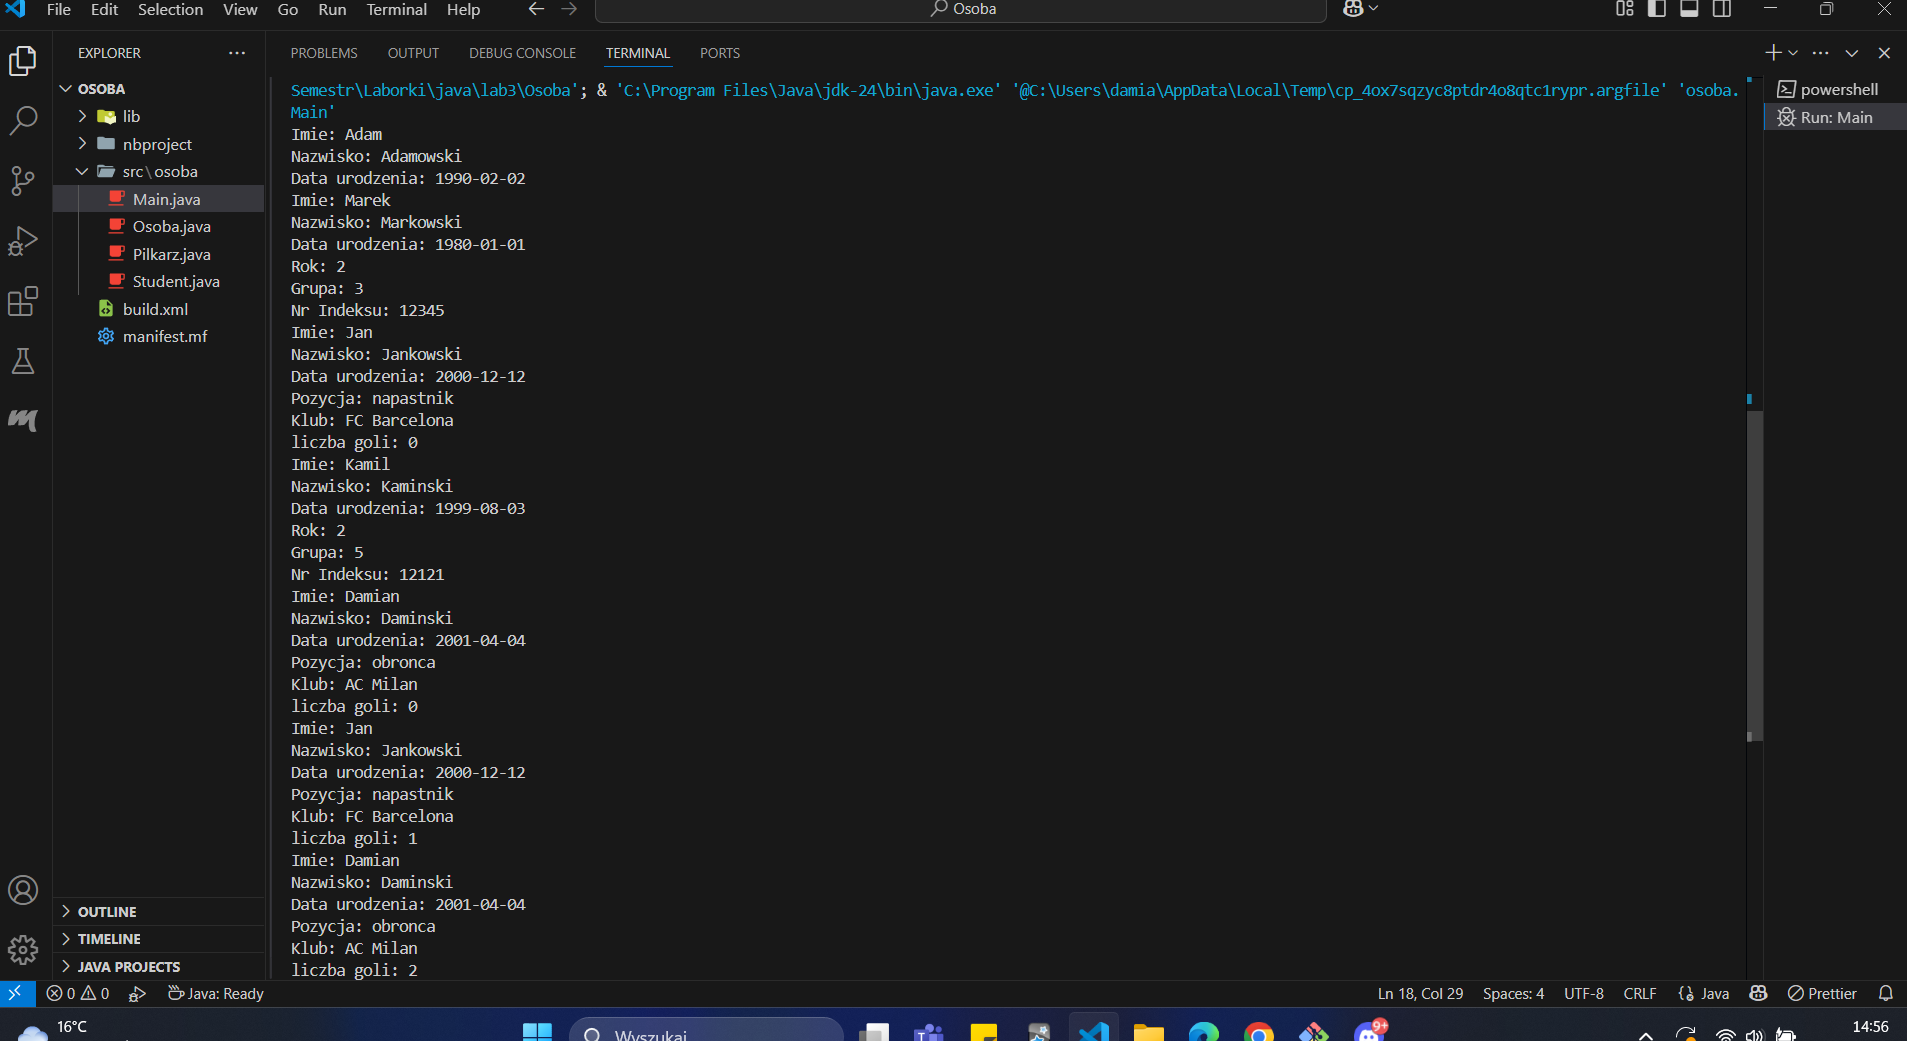 File Edit Selection View Go Run Terminal Help
Osoba
EXPLORER
OSOBA
lib
nbproject
src\osoba
Main.java
Osoba.java
Pilkarz.java
Student.java
build.xml
manifest.mf
OUTLINE
TIMELINE
JAVA PROJECTS
PROBLEMS OUTPUT DEBUG CONSOLE TERMINAL PORTS
Semestr\Laborki\java\lab3\Osoba'; & 'C:\Program Files\Java\jdk-24\bin\java.exe' '@C:\Users\damia\AppData\Local\Temp\cp_4ox7sqzyc8ptdr4o8qtc1rypr.argfile' 'osoba.
Main'
Imie: Adam
Nazwisko: Adamowski
Data urodzenia: 1990-02-02
Imie: Marek
Nazwisko: Markowski
Data urodzenia: 1980-01-01
Rok: 2
Grupa: 3
Nr Indeksu: 12345
Imie: Jan
Nazwisko: Jankowski
Data urodzenia: 2000-12-12
Pozycja: napastnik
Klub: FC Barcelona
liczba goli: 0
Imie: Kamil
Nazwisko: Kaminski
Data urodzenia: 1999-08-03
Rok: 2
Grupa: 5
Nr Indeksu: 12121
Imie: Damian
Nazwisko: Daminski
Data urodzenia: 2001-04-04
Pozycja: obronca
Klub: AC Milan
liczba goli: 0
Imie: Jan
Nazwisko: Jankowski
Data urodzenia: 2000-12-12
Pozycja: napastnik
Klub: FC Barcelona
liczba goli: 1
Imie: Damian
Nazwisko: Daminski
Data urodzenia: 2001-04-04
Pozycja: obronca
Klub: AC Milan
liczba goli: 2
powershell
Run: Main
0 0 Java: Ready
Ln 18, Col 29 Spaces: 4 UTF-8 CRLF Java Prettier
16°C
Wyszukaj
9+
14:56